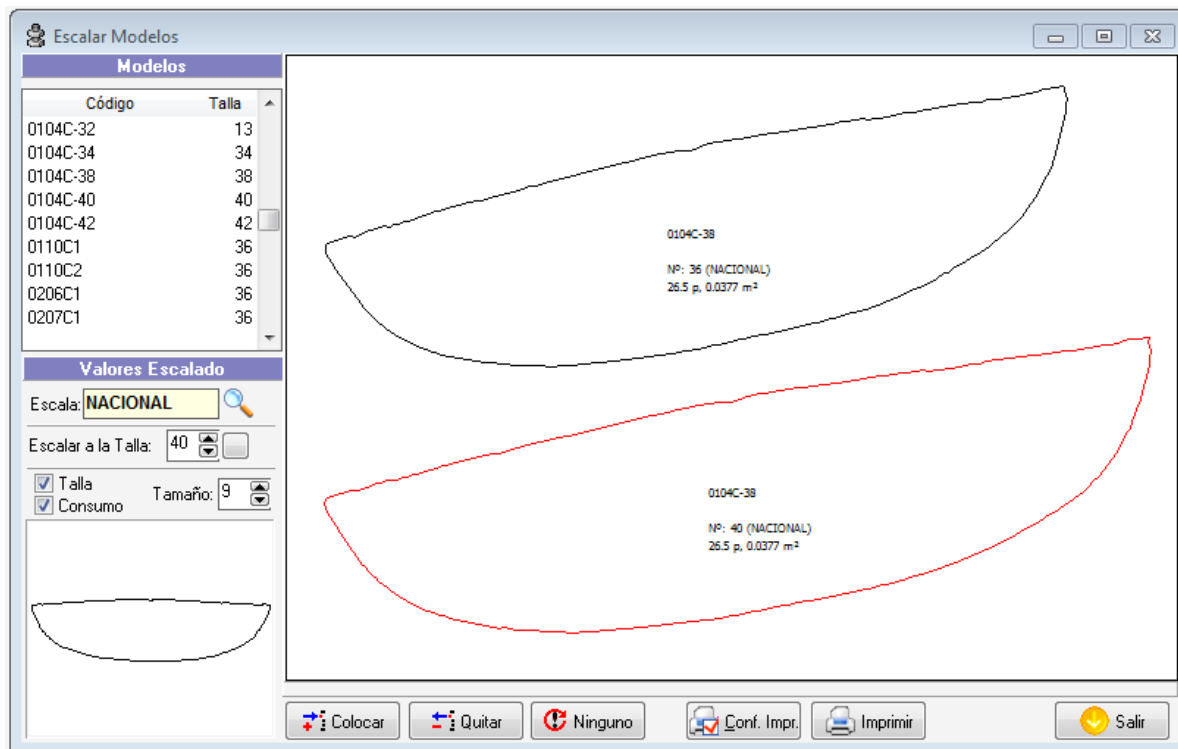 Escalar Modelos
Modelos
Código Talla
0104C-32 13
0104C-34 34
0104C-38 38
0104C-40 40
0104C-42 42
0110C1 36
0110C2 36
0206C1 36
0207C1 36
Valores Escalado
Escala: NACIONAL
Escalar a la Talla: 40
Talla
Consumo
Tamaño: 9
0104C-38
Nº: 36 (NACIONAL)
26.5 p, 0.0377 m²
0104C-38
Nº: 40 (NACIONAL)
26.5 p, 0.0377 m²
Colocar Quitar Ninguno Conf. Impr. Imprimir Salir